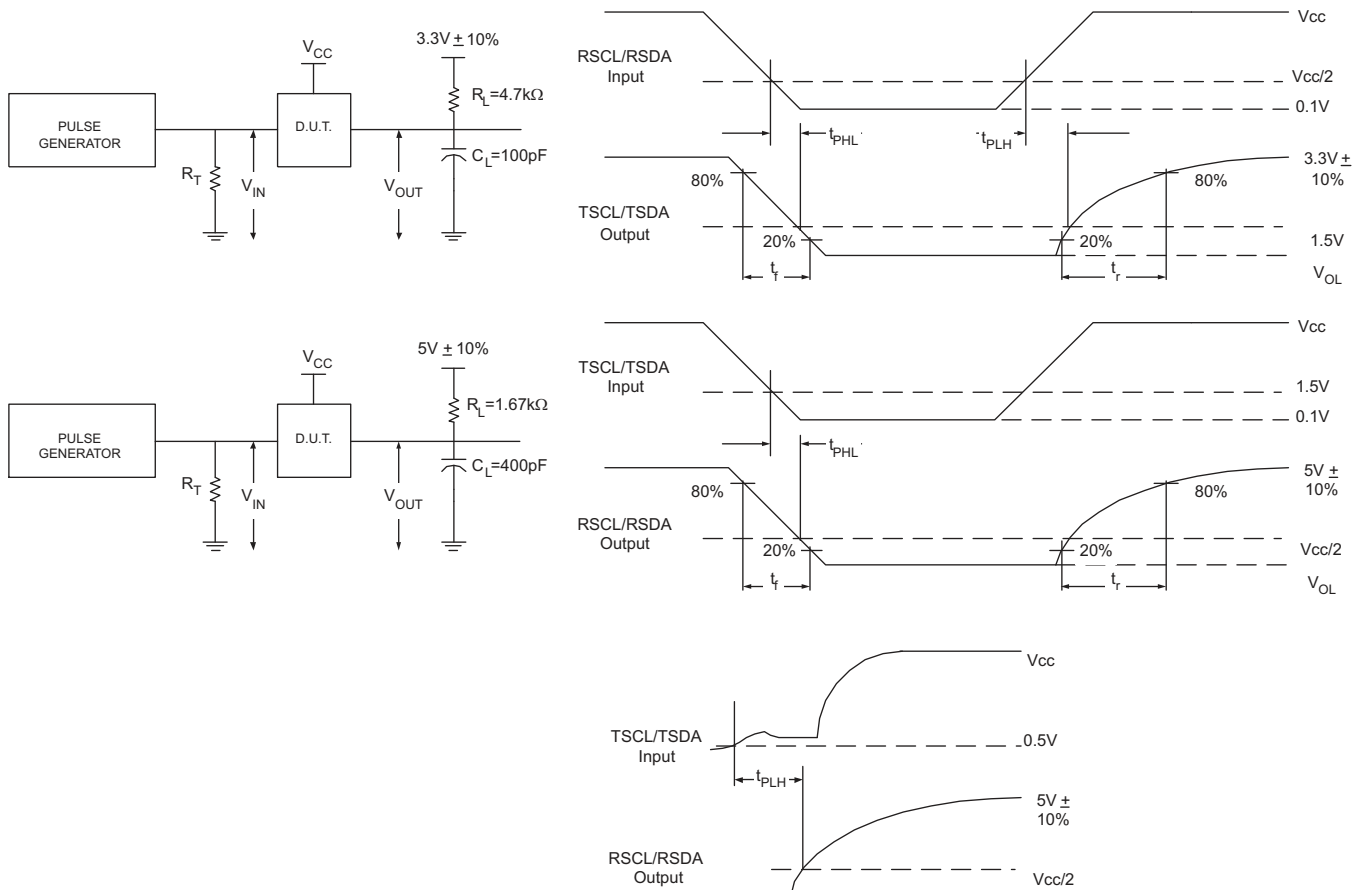 V_CC
3.3V ± 10%
R_L=4.7kΩ
PULSE
GENERATOR
D.U.T.
C_L=100pF
R_T
V_IN
V_OUT
Vcc
RSCL/RSDA
Input
Vcc/2
0.1V
t_PHL
t_PLH
3.3V ±
10%
80%
80%
TSCL/TSDA
Output
20%
20%
1.5V
t_f
t_r
V_OL
V_CC
5V ± 10%
R_L=1.67kΩ
PULSE
GENERATOR
D.U.T.
C_L=400pF
R_T
V_IN
V_OUT
Vcc
TSCL/TSDA
Input
1.5V
0.1V
t_PHL
5V ±
10%
80%
80%
RSCL/RSDA
Output
20%
20%
Vcc/2
t_f
t_r
V_OL
Vcc
TSCL/TSDA
Input
0.5V
t_PLH
5V ±
10%
RSCL/RSDA
Output
Vcc/2